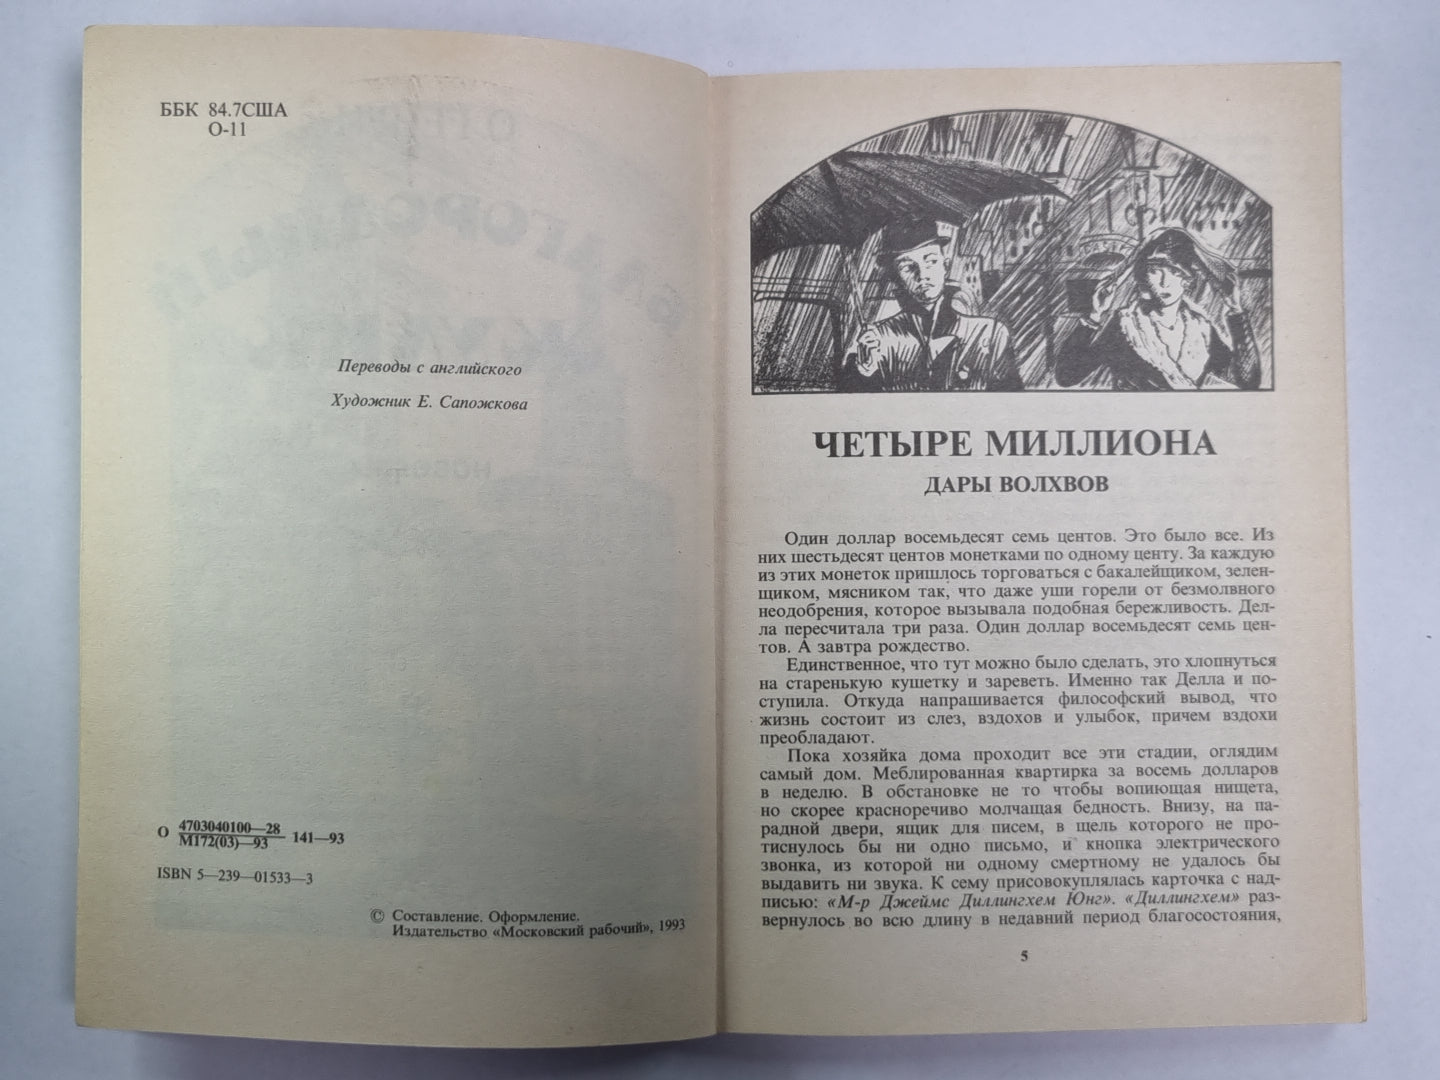 ББК 84.7США
О-11
Переводы с английского
Художник Е. Сапожкова
О 4703040100—28 141—93
М172(03)—93
ISBN 5—239—01533—3
© Составление. Оформление.
Издательство «Московский рабочий», 1993
ЧЕТЫРЕ МИЛЛИОНА
ДАРЫ ВОЛХВОВ
Один доллар восемьдесят семь центов. Это было все. Из
них шестьдесят центов монетками по одному центу. За каждую
из этих монеток пришлось торговаться с бакалейщиком, зелен-
щиком, мясником так, что даже уши горели от безмолвного
неодобрения, которое вызывала подобная бережливость. Дел-
ла пересчитала три раза. Один доллар восемьдесят семь цен-
тов. А завтра рождество.
Единственное, что тут можно было сделать, это хлопнуться
на старенькую кушетку и зареветь. Именно так Делла и по-
ступила. Откуда напрашивается философский вывод, что
жизнь состоит из слез, вздохов и улыбок, причем вздохи
преобладают.
Пока хозяйка дома проходит все эти стадии, оглядим
самый дом. Меблированная квартирка за восемь долларов
в неделю. В обстановке не то чтобы вопиющая нищета,
но скорее красноречиво молчащая бедность. Внизу, на па-
радной двери, ящик для писем, в щель которого не про-
тиснулось бы ни одно письмо, и кнопка электрического
звонка, из которой ни одному смертному не удалось бы
выдавить ни звука. К сему присовокуплялась карточка с над-
писью: «М-р Джеймс Диллингхем Юнг». «Диллингхем» раз-
вернулось во всю длину в недавний период благосостояния,
5